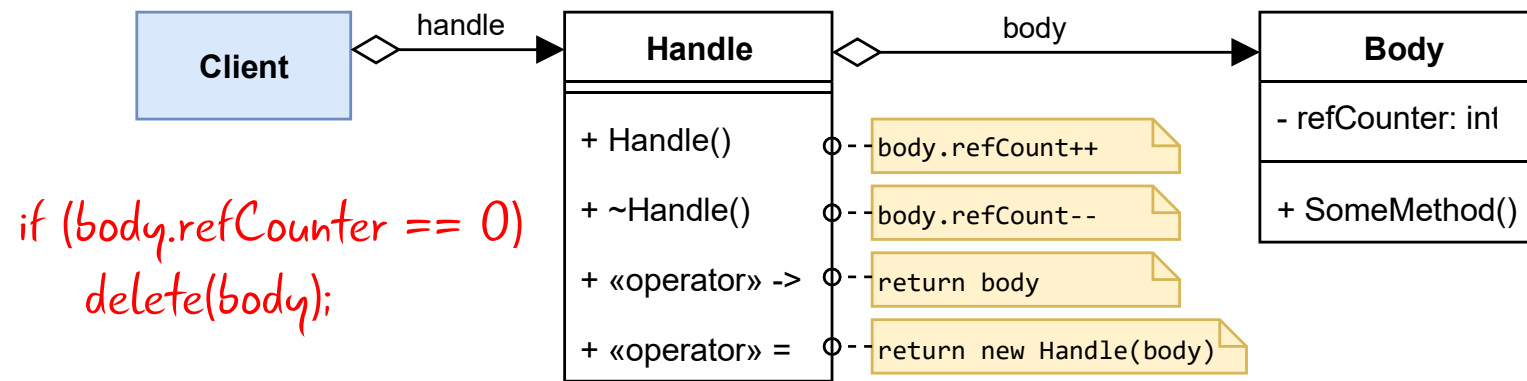 handle
body
Client
Handle
Body
- refCounter: int
+ Handle()
body.refCount++
+ ~Handle()
body.refCount--
+ SomeMethod()
if (body.refCounter == 0)
delete(body);
+ «operator» ->
return body
+ «operator» =
return new Handle(body)